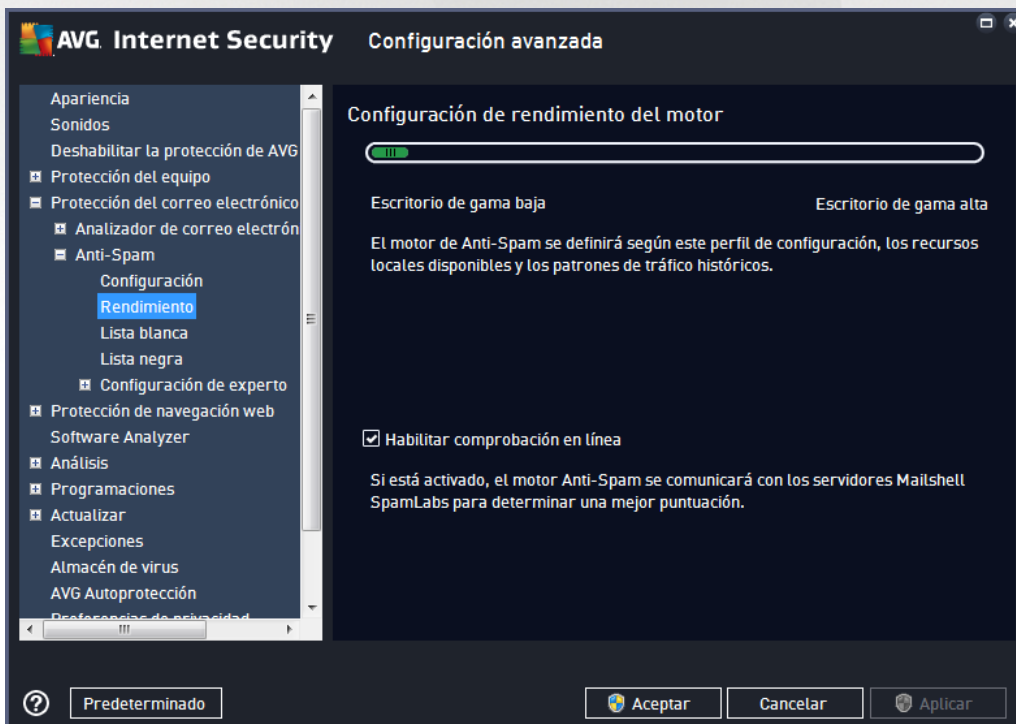 AVG. Internet Security Configuración avanzada
Apariencia
Sonidos
Deshabilitar la protección de AVG
Protección del equipo
Protección del correo electrónico
Analizador de correo electrón
Anti-Spam
Configuración
Rendimiento
Lista blanca
Lista negra
Configuración de experto
Protección de navegación web
Software Analyzer
Análisis
Programaciones
Actualizar
Excepciones
Almacén de virus
AVG Autoprotección
Preferencias de privacidad
Configuración de rendimiento del motor
Escritorio de gama baja Escritorio de gama alta
El motor de Anti-Spam se definirá según este perfil de configuración, los recursos
locales disponibles y los patrones de tráfico históricos.
Habilitar comprobación en línea
Si está activado, el motor Anti-Spam se comunicará con los servidores Mailshell
SpamLabs para determinar una mejor puntuación.
Predeterminado Aceptar Cancelar Aplicar